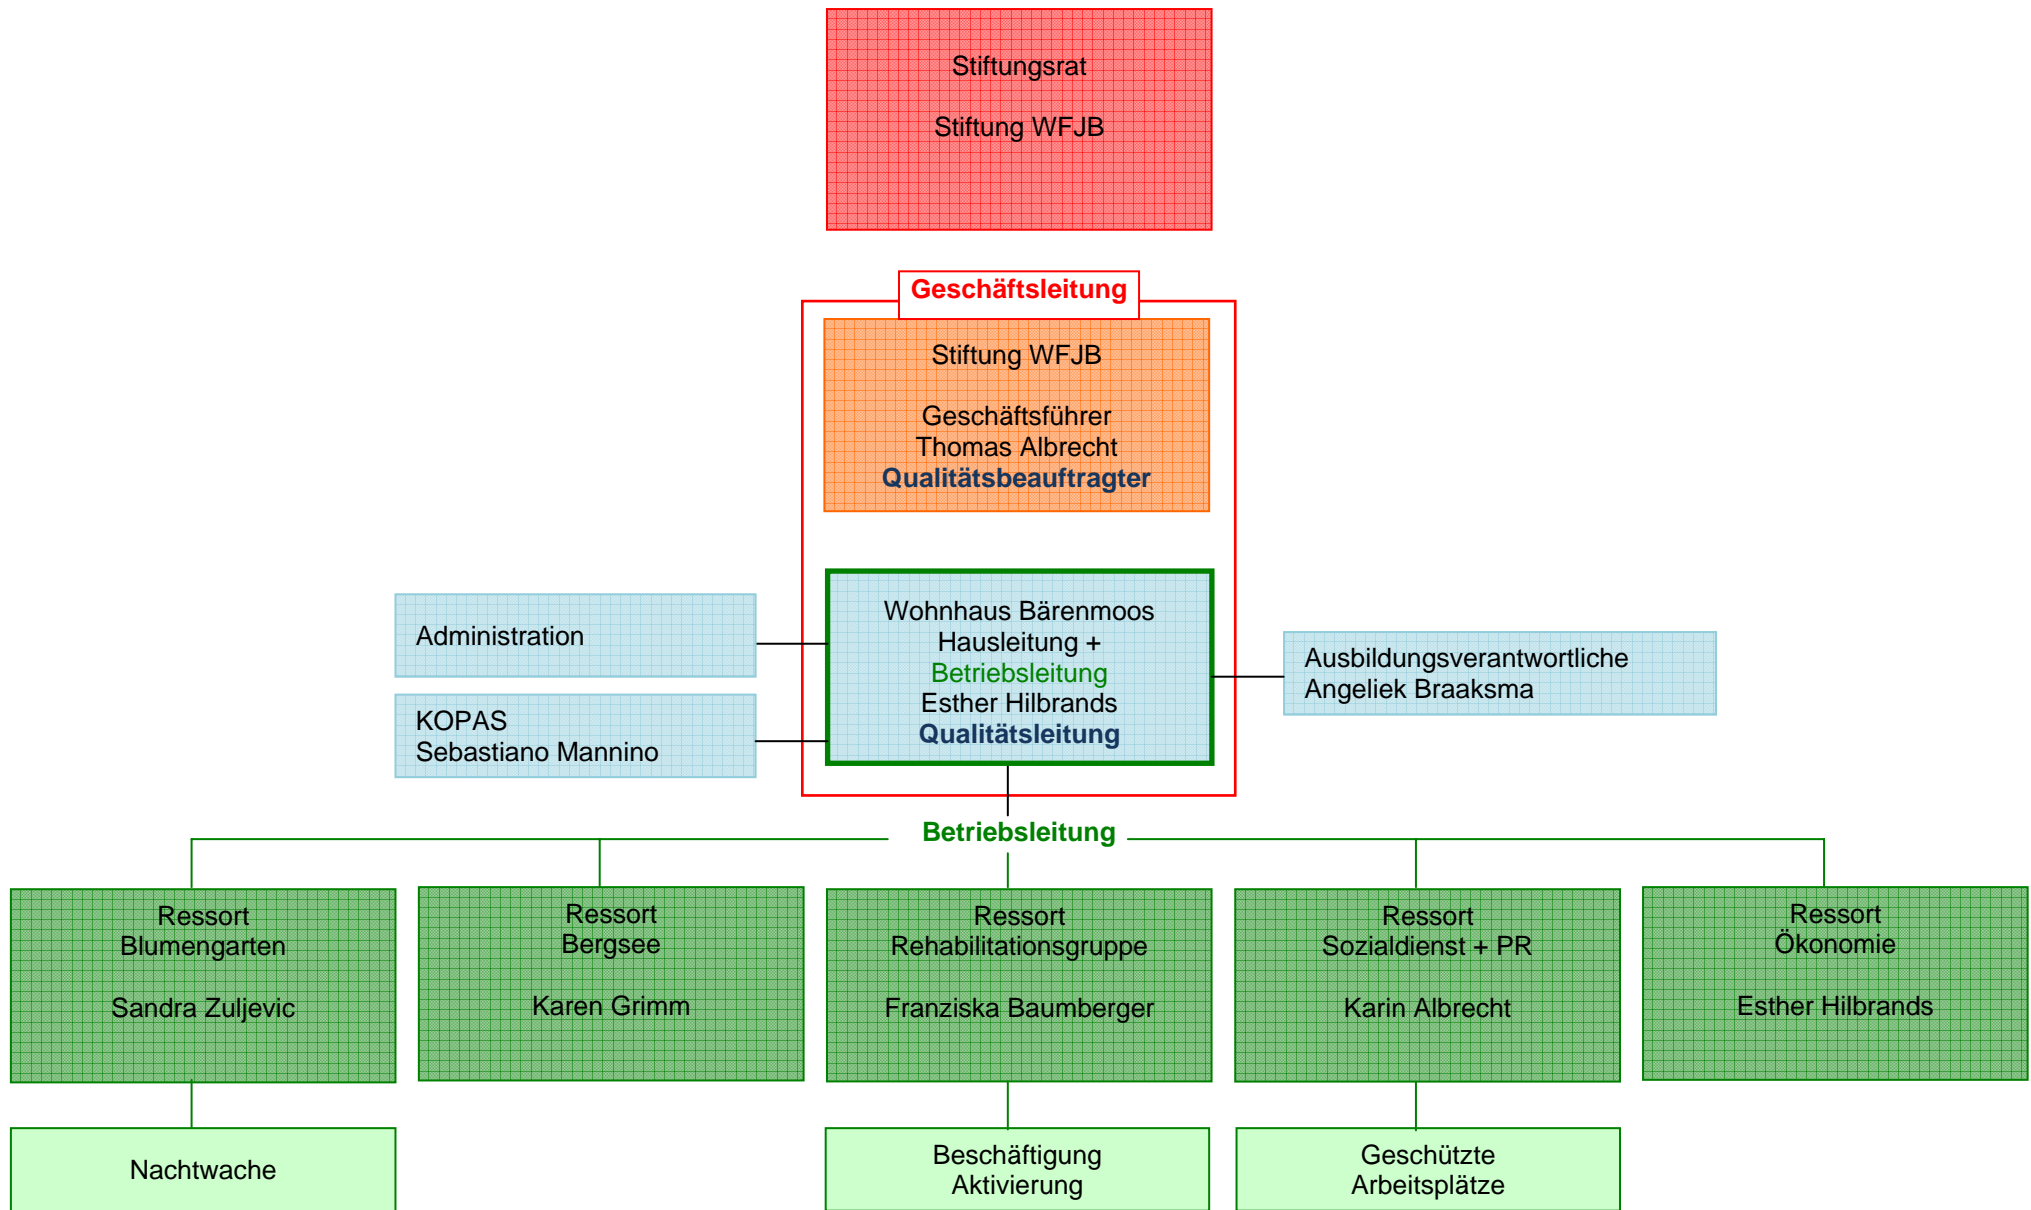 Stiftungsrat
Stiftung WFJB
Geschäftsleitung
Stiftung WFJB
Geschäftsführer
Thomas Albrecht
Qualitätsbeauftragter
Administration
KOPAS
Sebastiano Mannino
Wohnhaus Bärenmoos
Hausleitung +
Betriebsleitung
Esther Hilbrands
Qualitätsleitung
Ausbildungsverantwortliche
Angeliek Braaksma
Betriebsleitung
Ressort
Blumengarten
Sandra Zuljevic
Ressort
Bergsee
Karen Grimm
Ressort
Rehabilitationsgruppe
Franziska Baumberger
Ressort
Sozialdienst + PR
Karin Albrecht
Ressort
Ökonomie
Esther Hilbrands
Nachtwache
Beschäftigung
Aktivierung
Geschützte
Arbeitsplätze